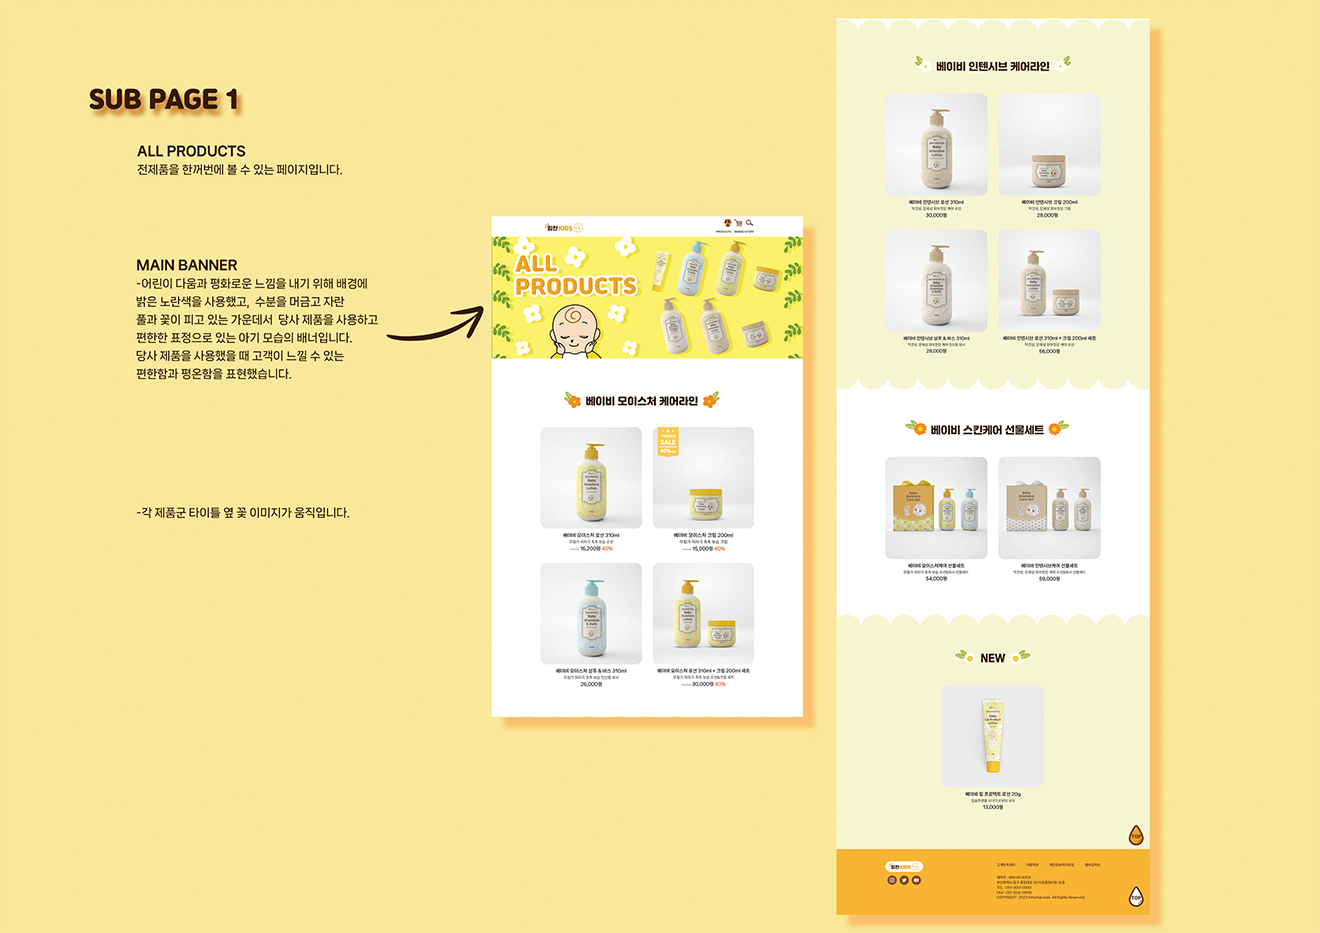 SUB PAGE 1
ALL PRODUCTS
전제품을 한꺼번에 볼 수 있는 페이지입니다.
MAIN BANNER
-어린이 다움과 평화로운 느낌을 내기 위해 배경에
밝은 노란색을 사용했고, 수분을 머금고 자란
풀과 꽃이 피고 있는 가운데서 당사 제품을 사용하고
편한한 표정으로 있는 아기 모습의 배너입니다.
당사 제품을 사용했을 때 고객이 느낄 수 있는
편한함과 평온함을 표현했습니다.
-각 제품군 타이틀 옆 꽃 이미지가 움직입니다.
힘찬KIDS
PRODUCTS BRAND STORY
ALL
PRODUCTS
베이비 모이스처 케어라인
SALE
40%
베이비 모이스처 로션 310ml
16,200원 40%
베이비 모이스처 크림 200ml
15,000원 40%
베이비 모이스처 샴푸 & 바스 310ml
26,000원
베이비 모이스처 로션 310ml + 크림 200ml 세트
30,000원 40%
베이비 인텐시브 케어라인
Baby
Intensive
Lotion
베이비 인텐시브 로션 310ml
30,000원
베이비 인텐시브 크림 200ml
28,000원
베이비 인텐시브 샴푸 & 바스 310ml
28,000원
베이비 인텐시브 로션 310ml + 크림 200ml 세트
56,000원
베이비 스킨케어 선물세트
베이비 모이스처케어 선물세트
54,000원
베이비 인텐시브케어 선물세트
59,000원
NEW
베이비 립 프로텍트 로션 20g
13,000원
TOP
힘찬KIDS
TEL : 051-000-0000
FAX : 051-000-0000
TOP